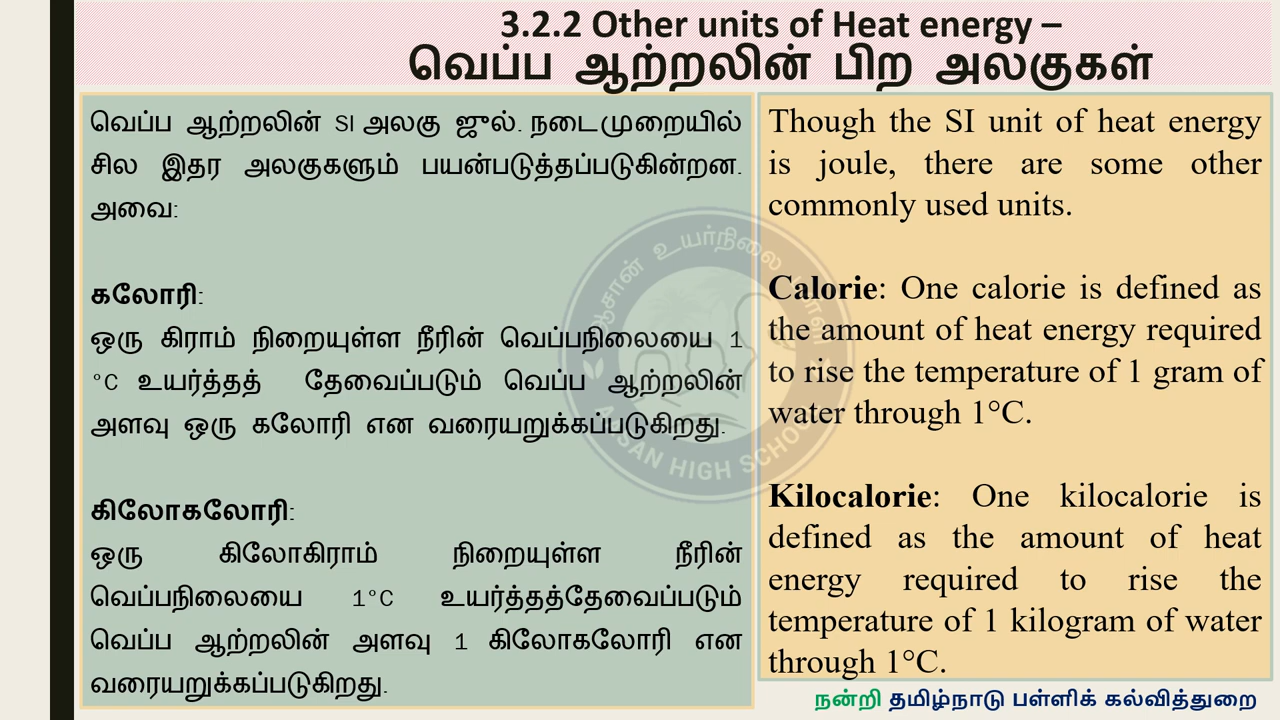 3.2.2 Other units of Heat energy –
வெப்ப ஆற்றலின் பிற அலகுகள்
வெப்ப ஆற்றலின் SI அலகு ஜுல். நடைமுறையில்
சில இதர அலகுகளும் பயன்படுத்தப்படுகின்றன.
அவை:
கலோரி:
ஒரு கிராம் நிறையுள்ள நீரின் வெப்பநிலையை 1
°C உயர்த்தத் தேவைப்படும் வெப்ப ஆற்றலின்
அளவு ஒரு கலோரி என வரையறுக்கப்படுகிறது.
கிலோகலோரி:
ஒரு கிலோகிராம் நிறையுள்ள நீரின்
வெப்பநிலையை 1°C உயர்த்தத்தேவைப்படும்
வெப்ப ஆற்றலின் அளவு 1 கிலோகலோரி என
வரையறுக்கப்படுகிறது.
Though the SI unit of heat energy
is joule, there are some other
commonly used units.
Calorie: One calorie is defined as
the amount of heat energy required
to rise the temperature of 1 gram of
water through 1°C.
Kilocalorie: One kilocalorie is
defined as the amount of heat
energy required to rise the
temperature of 1 kilogram of water
through 1°C.
நன்றி தமிழ்நாடு பள்ளிக் கல்வித்துறை
ஆசான் உயர்நிலை பள்ளி
AASAN HIGH SCHOOL